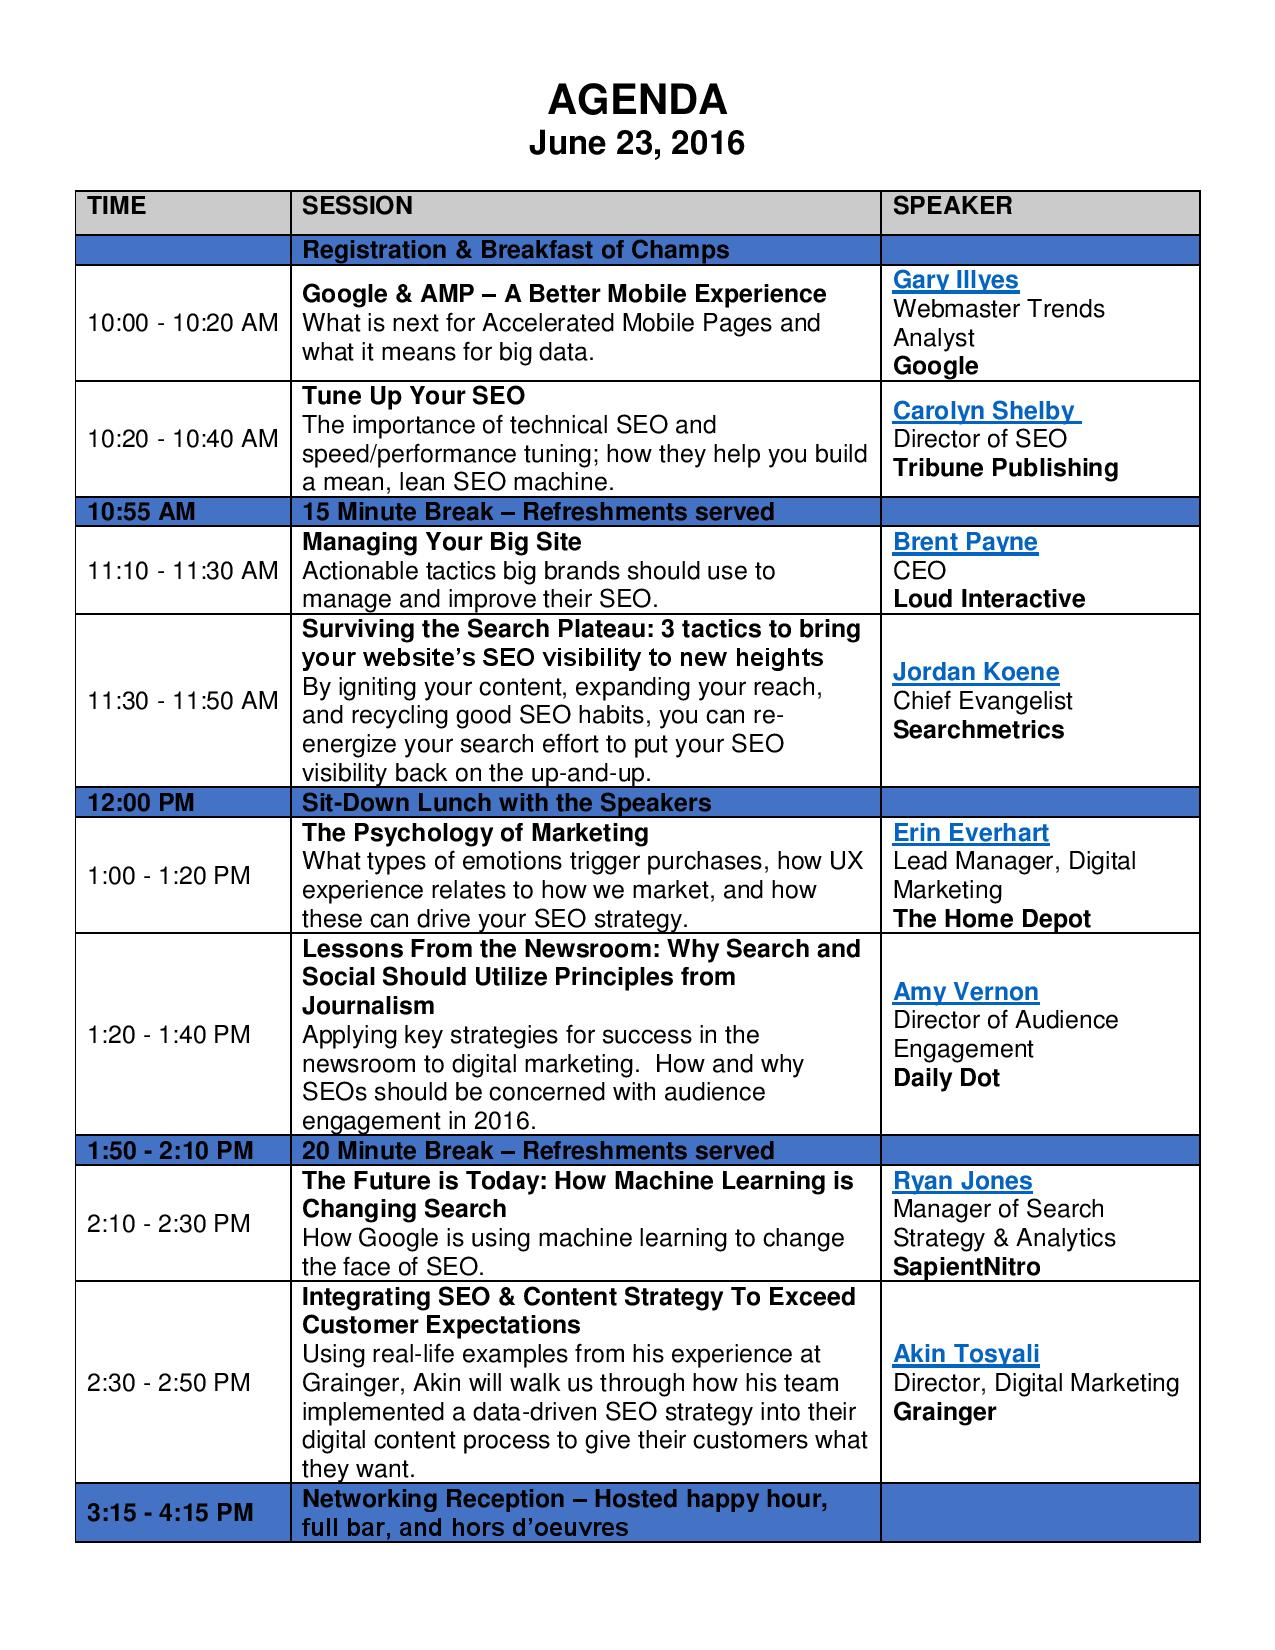 AGENDA
June 23, 2016
TIME
SESSION
SPEAKER
Registration & Breakfast of Champs
10:00 - 10:20 AM
Google & AMP – A Better Mobile Experience
What is next for Accelerated Mobile Pages and
what it means for big data.
Gary Illyes
Webmaster Trends
Analyst
Google
10:20 - 10:40 AM
Tune Up Your SEO
The importance of technical SEO and
speed/performance tuning; how they help you build
a mean, lean SEO machine.
Carolyn Shelby
Director of SEO
Tribune Publishing
10:55 AM
15 Minute Break – Refreshments served
11:10 - 11:30 AM
Managing Your Big Site
Actionable tactics big brands should use to
manage and improve their SEO.
Brent Payne
CEO
Loud Interactive
11:30 - 11:50 AM
Surviving the Search Plateau: 3 tactics to bring
your website’s SEO visibility to new heights
By igniting your content, expanding your reach,
and recycling good SEO habits, you can re-
energize your search effort to put your SEO
visibility back on the up-and-up.
Jordan Koene
Chief Evangelist
Searchmetrics
12:00 PM
Sit-Down Lunch with the Speakers
1:00 - 1:20 PM
The Psychology of Marketing
What types of emotions trigger purchases, how UX
experience relates to how we market, and how
these can drive your SEO strategy.
Erin Everhart
Lead Manager, Digital
Marketing
The Home Depot
1:20 - 1:40 PM
Lessons From the Newsroom: Why Search and
Social Should Utilize Principles from
Journalism
Applying key strategies for success in the
newsroom to digital marketing.  How and why
SEOs should be concerned with audience
engagement in 2016.
Amy Vernon
Director of Audience
Engagement
Daily Dot
1:50 - 2:10 PM
20 Minute Break – Refreshments served
2:10 - 2:30 PM
The Future is Today: How Machine Learning is
Changing Search
How Google is using machine learning to change
the face of SEO.
Ryan Jones
Manager of Search
Strategy & Analytics
SapientNitro
2:30 - 2:50 PM
Integrating SEO & Content Strategy To Exceed
Customer Expectations
Using real-life examples from his experience at
Grainger, Akin will walk us through how his team
implemented a data-driven SEO strategy into their
digital content process to give their customers what
they want.
Akin Tosyali
Director, Digital Marketing
Grainger
3:15 - 4:15 PM
Networking Reception – Hosted happy hour,
full bar, and hors d’oeuvres